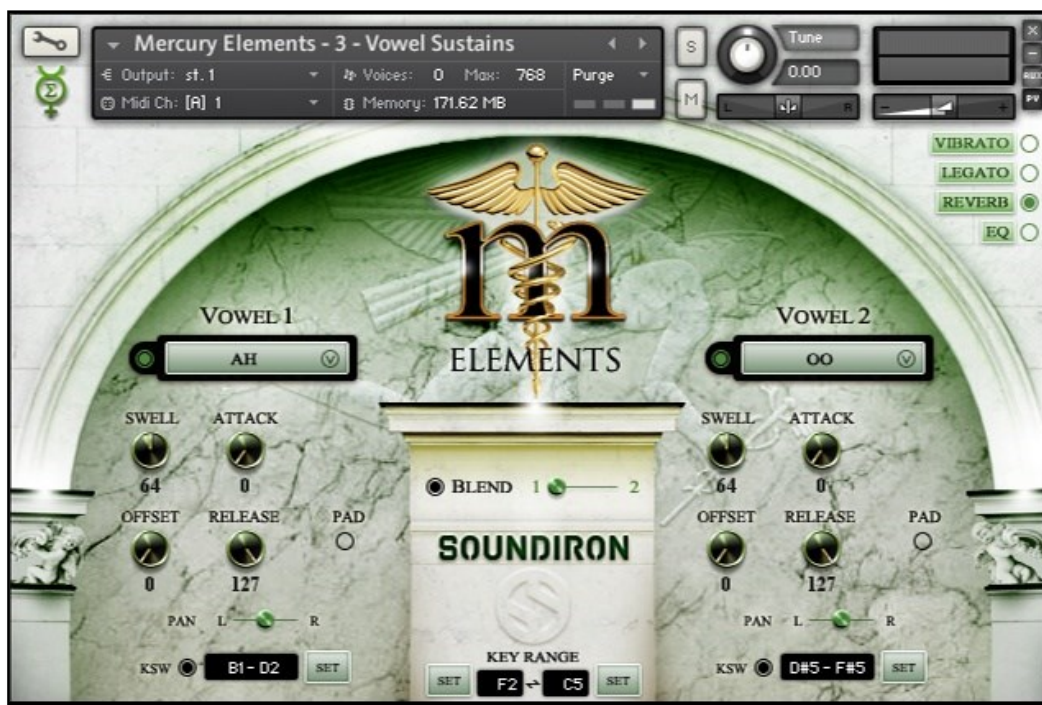 Mercury Elements - 3 - Vowel Sustains
Output: st.1 Voices: 0 Max: 768 Purge
Midi Ch: [A] 1 Memory: 171.62 MB
S
M
Tune
0.00
L R
- +
×
-
AUX
PV
VIBRATO
LEGATO
REVERB
EQ
m
ELEMENTS
VOWEL 1
AH
VOWEL 2
OO
SWELL ATTACK
64 0
OFFSET RELEASE PAD
0 127
PAN L R
KSW B1 - D2 SET
BLEND 1 2
SOUNDIRON
KEY RANGE
SET F2 C5 SET
SWELL ATTACK
64 0
OFFSET RELEASE PAD
0 127
PAN L R
KSW D#5 - F#5 SET